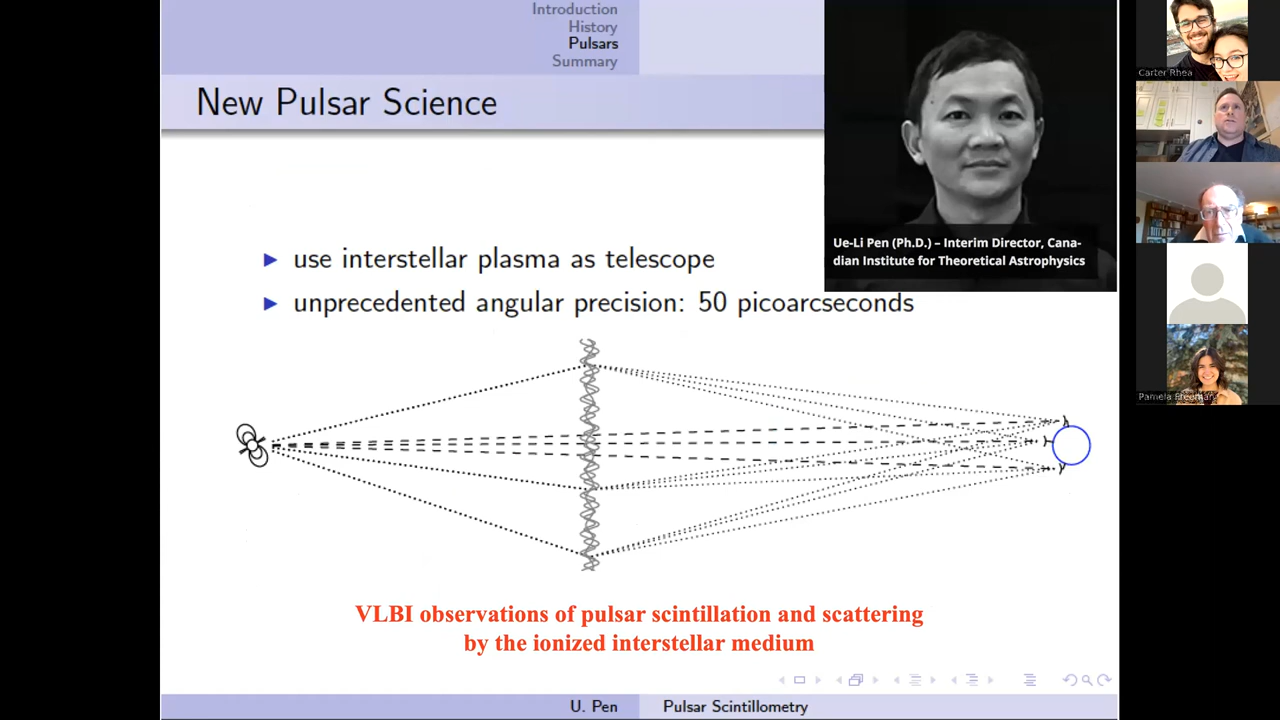 Introduction
History
Pulsars
Summary
New Pulsar Science
Ue-Li Pen (Ph.D.) – Interim Director, Cana-
dian Institute for Theoretical Astrophysics
use interstellar plasma as telescope
unprecedented angular precision: 50 picoarcseconds
VLBI observations of pulsar scintillation and scattering
by the ionized interstellar medium
U. Pen
Pulsar Scintillometry
Carter Rhea
Pamela Freeman